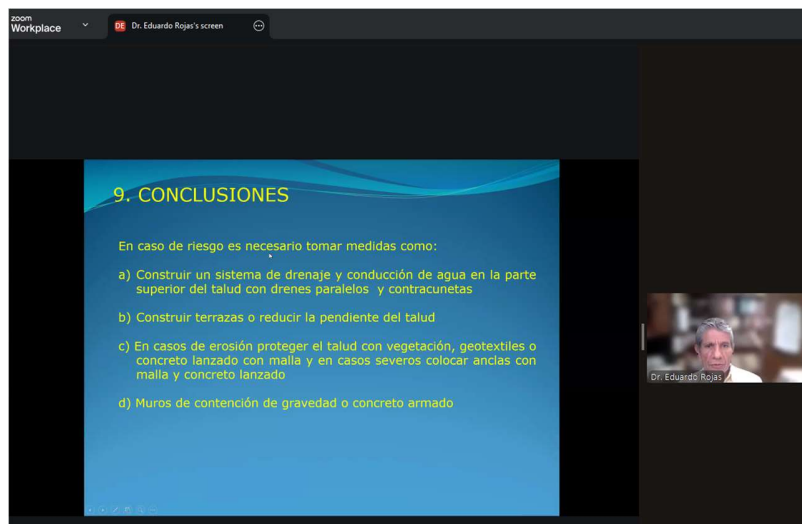 zoom
Workplace
DE Dr. Eduardo Rojas's screen
9. CONCLUSIONES
En caso de riesgo es necesario tomar medidas como:
a) Construir un sistema de drenaje y conducción de agua en la parte
superior del talud con drenes paralelos y contracunetas
b) Construir terrazas o reducir la pendiente del talud
c) En casos de erosión proteger el talud con vegetación, geotextiles o
concreto lanzado con malla y en casos severos colocar anclas con
malla y concreto lanzado
d) Muros de contención de gravedad o concreto armado
Dr. Eduardo Rojas